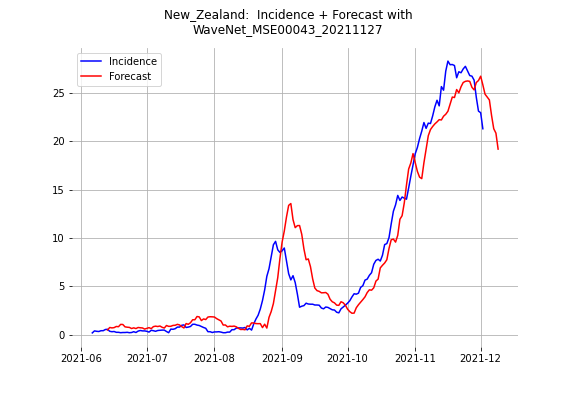 New_Zealand:  Incidence + Forecast with
WaveNet_MSE00043_20211127
Incidence
Forecast
25
20
15
10
5
0
2021-06 2021-07 2021-08 2021-09 2021-10 2021-11 2021-12